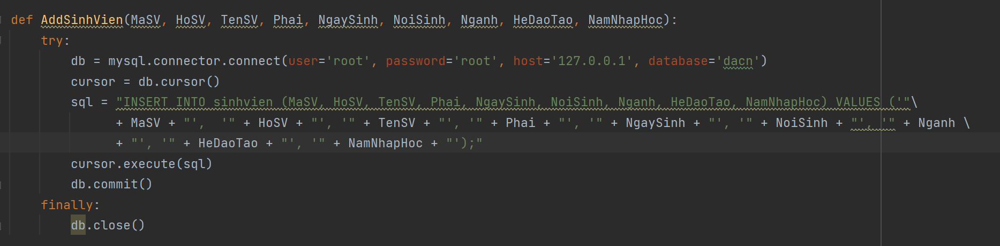 def AddSinhVien(MaSV, HoSV, TenSV, Phai, NgaySinh, NoiSinh, Nganh, HeDaoTao, NamNhapHoc):
try:
db = mysql.connector.connect(user='root', password='root', host='127.0.0.1', database='dacn')
cursor = db.cursor()
sql = "INSERT INTO sinhvien (MaSV, HoSV, TenSV, Phai, NgaySinh, NoiSinh, Nganh, HeDaoTao, NamNhapHoc) VALUES ('"\
+ MaSV + "',  '" + HoSV + "', '" + TenSV + "', '" + Phai + "', '" + NgaySinh + "', '" + NoiSinh + "', '" + Nganh \
+ "', '" + HeDaoTao + "', '" + NamNhapHoc + "');"
cursor.execute(sql)
db.commit()
finally:
db.close()